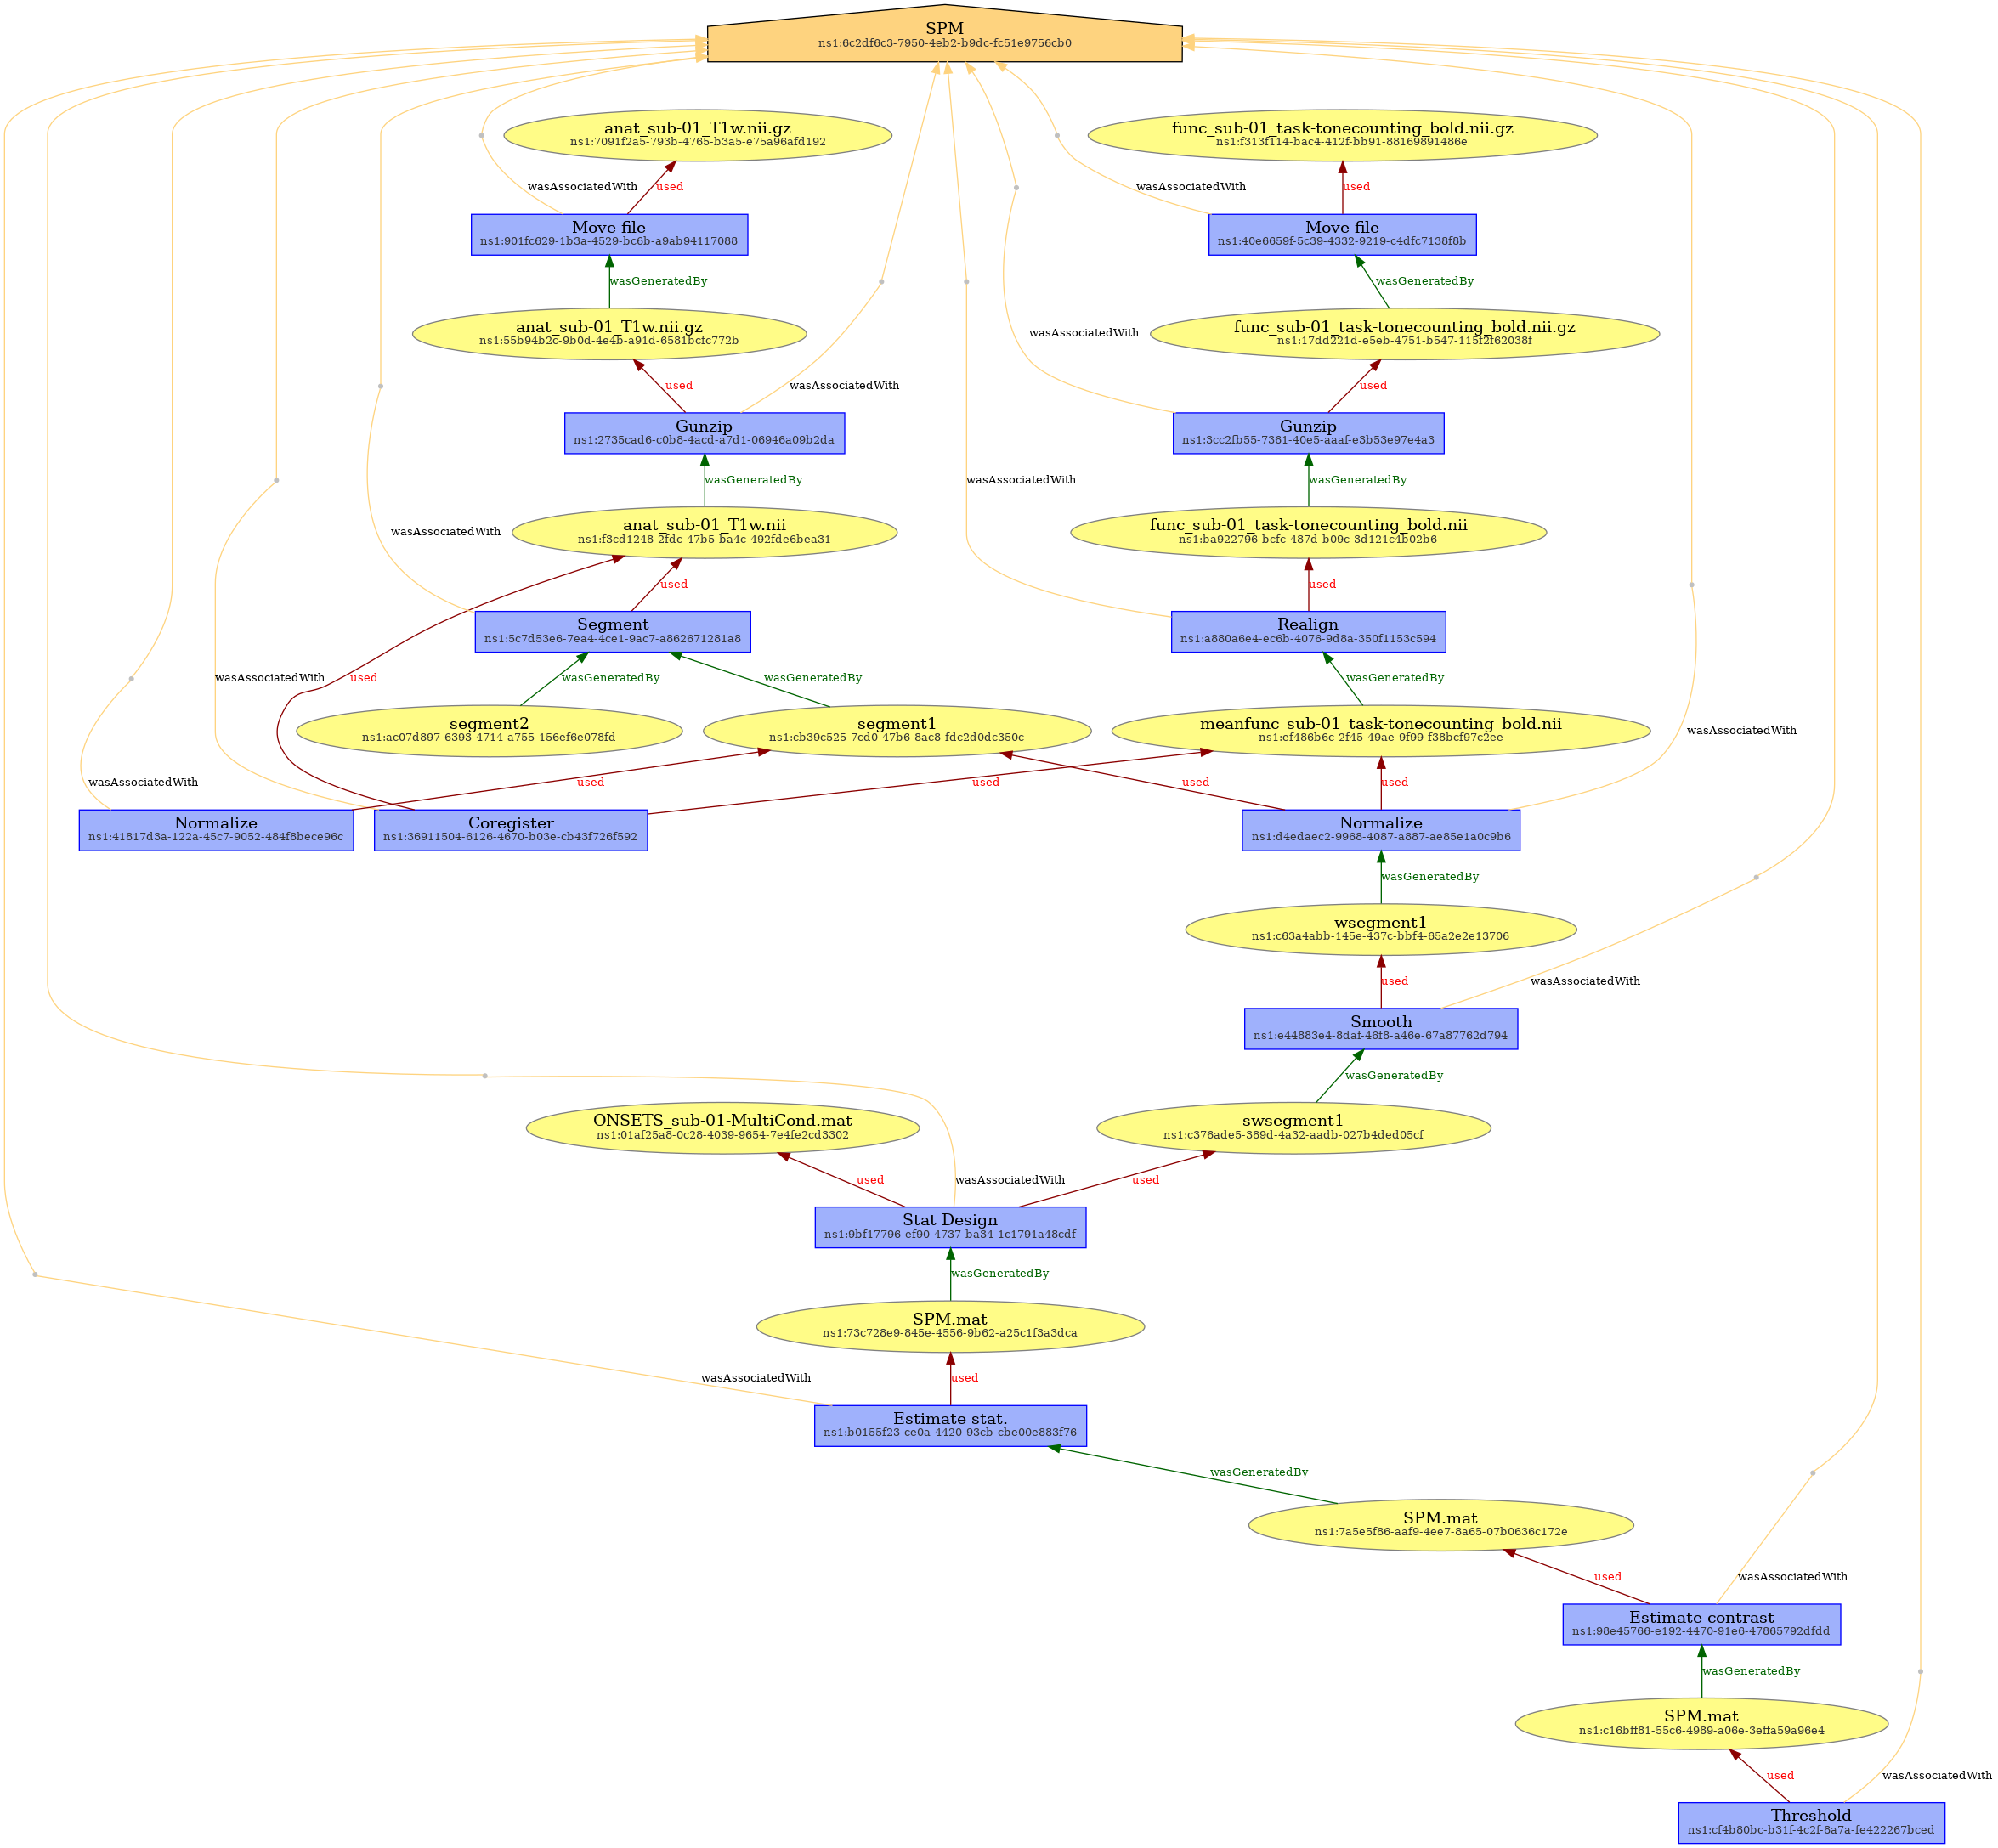 SPM
ns1:6c2df6c3-7950-4eb2-b9dc-fc51e9756cb0
anat_sub-01_T1w.nii.gz
ns1:7091f2a5-793b-4765-b3a5-e75a96afd192
func_sub-01_task-tonecounting_bold.nii.gz
ns1:f313f114-bac4-412f-bb91-88169891486e
wasAssociatedWith
used
wasAssociatedWith
used
Move file
ns1:901fc629-1b3a-4529-bc6b-a9ab94117088
Move file
ns1:40e6659f-5c39-4332-9219-c4dfc7138f8b
wasGeneratedBy
wasGeneratedBy
anat_sub-01_T1w.nii.gz
ns1:55b94b2c-9b0d-4e4b-a91d-6581bcfc772b
wasAssociatedWith
func_sub-01_task-tonecounting_bold.nii.gz
ns1:17dd221d-e5eb-4751-b547-115f2f62038f
used
wasAssociatedWith
used
Gunzip
ns1:2735cad6-c0b8-4acd-a7d1-06946a09b2da
Gunzip
ns1:3cc2fb55-7361-40e5-aaaf-e3b53e97e4a3
wasGeneratedBy
wasAssociatedWith
wasGeneratedBy
wasAssociatedWith
anat_sub-01_T1w.nii
ns1:f3cd1248-2fdc-47b5-ba4c-492fde6bea31
func_sub-01_task-tonecounting_bold.nii
ns1:ba922796-bcfc-487d-b09c-3d121c4b02b6
used
used
Segment
ns1:5c7d53e6-7ea4-4ce1-9ac7-a862671281a8
Realign
ns1:a880a6e4-ec6b-4076-9d8a-350f1153c594
wasAssociatedWith
used
wasGeneratedBy
wasGeneratedBy
wasGeneratedBy
segment2
ns1:ac07d897-6393-4714-a755-156ef6e078fd
segment1
ns1:cb39c525-7cd0-47b6-8ac8-fdc2d0dc350c
meanfunc_sub-01_task-tonecounting_bold.nii
ns1:ef486b6c-2f45-49ae-9f99-f38bcf97c2ee
wasAssociatedWith
wasAssociatedWith
used
used
used
used
Normalize
ns1:41817d3a-122a-45c7-9052-484f8bece96c
Coregister
ns1:36911504-6126-4670-b03e-cb43f726f592
Normalize
ns1:d4edaec2-9968-4087-a887-ae85e1a0c9b6
wasGeneratedBy
wsegment1
ns1:c63a4abb-145e-437c-bbf4-65a2e2e13706
used
wasAssociatedWith
Smooth
ns1:e44883e4-8daf-46f8-a46e-67a87762d794
wasGeneratedBy
ONSETS_sub-01-MultiCond.mat
ns1:01af25a8-0c28-4039-9654-7e4fe2cd3302
swsegment1
ns1:c376ade5-389d-4a32-aadb-027b4ded05cf
used
wasAssociatedWith
used
Stat Design
ns1:9bf17796-ef90-4737-ba34-1c1791a48cdf
wasGeneratedBy
SPM.mat
ns1:73c728e9-845e-4556-9b62-a25c1f3a3dca
wasAssociatedWith
used
Estimate stat.
ns1:b0155f23-ce0a-4420-93cb-cbe00e883f76
wasGeneratedBy
SPM.mat
ns1:7a5e5f86-aaf9-4ee7-8a65-07b0636c172e
used
wasAssociatedWith
Estimate contrast
ns1:98e45766-e192-4470-91e6-47865792dfdd
wasGeneratedBy
SPM.mat
ns1:c16bff81-55c6-4989-a06e-3effa59a96e4
used
wasAssociatedWith
Threshold
ns1:cf4b80bc-b31f-4c2f-8a7a-fe422267bced